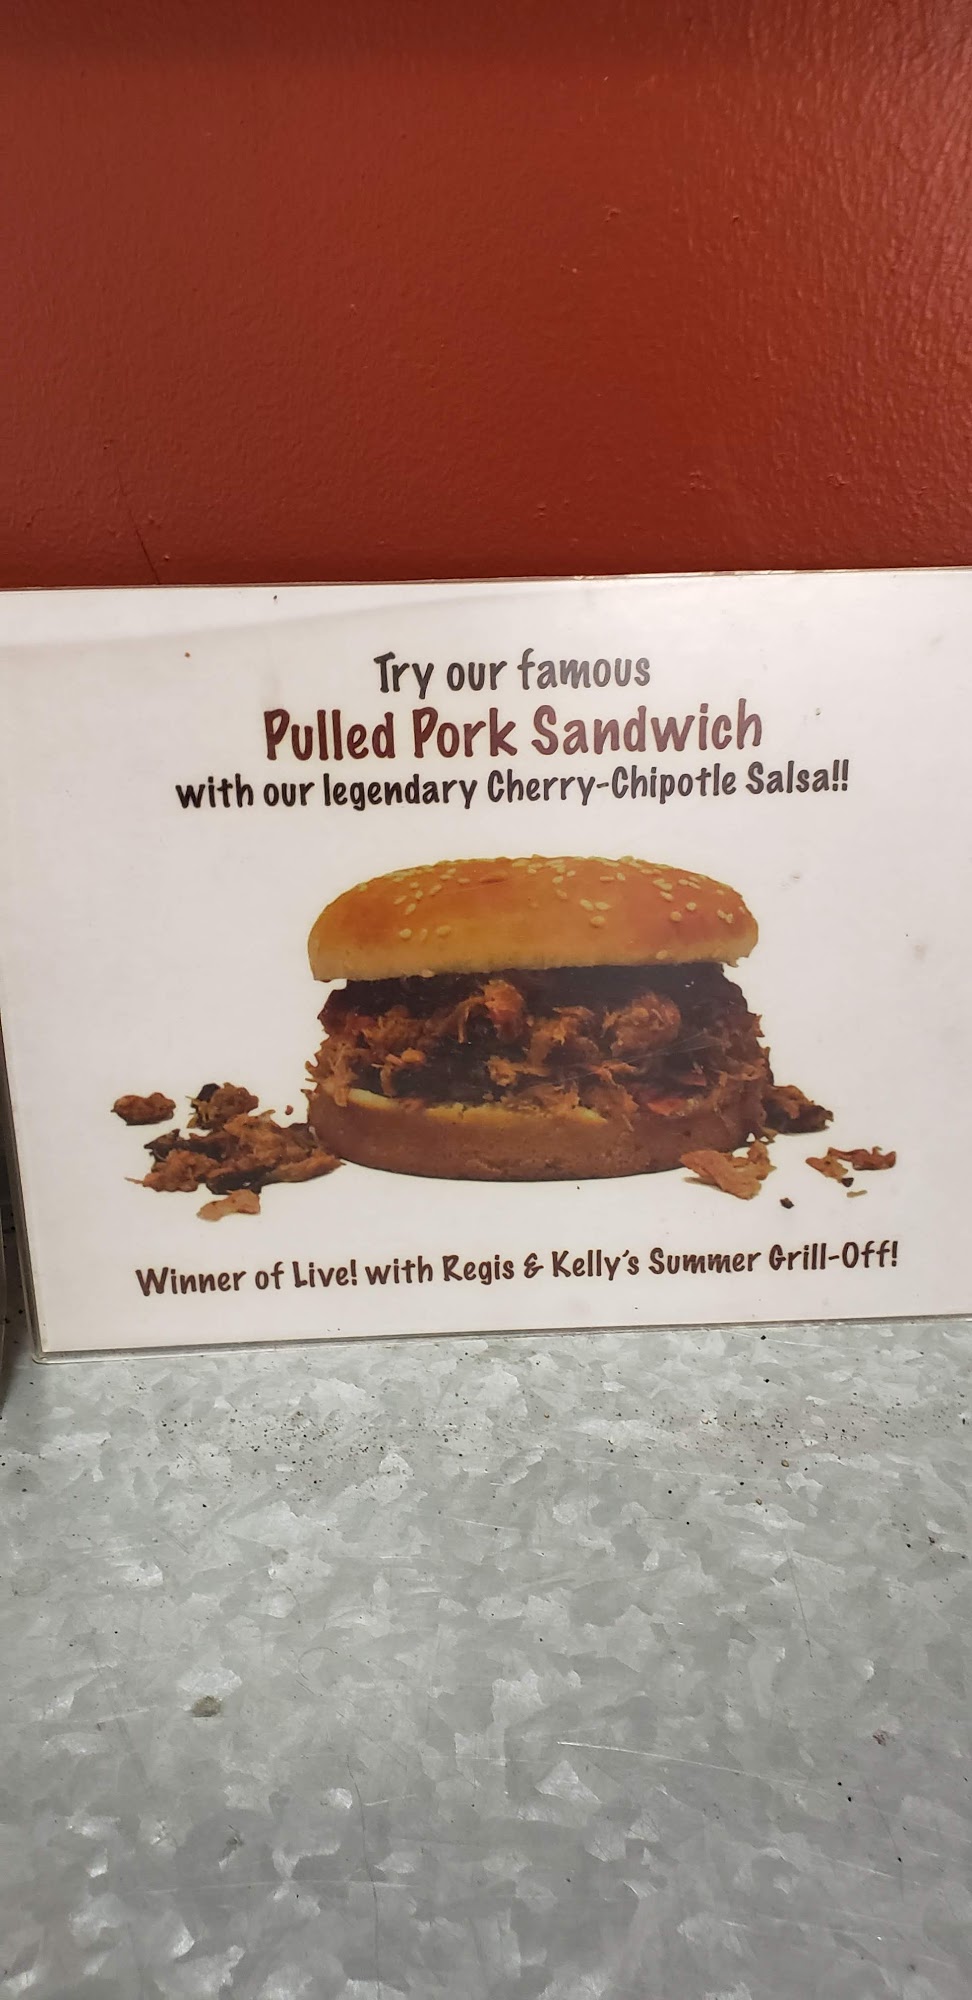 Try our famous
Pulled Pork Sandwich
with our legendary Cherry-Chipotle Salsa!!
Winner of Live! with Regis & Kelly's Summer Grill-Off!